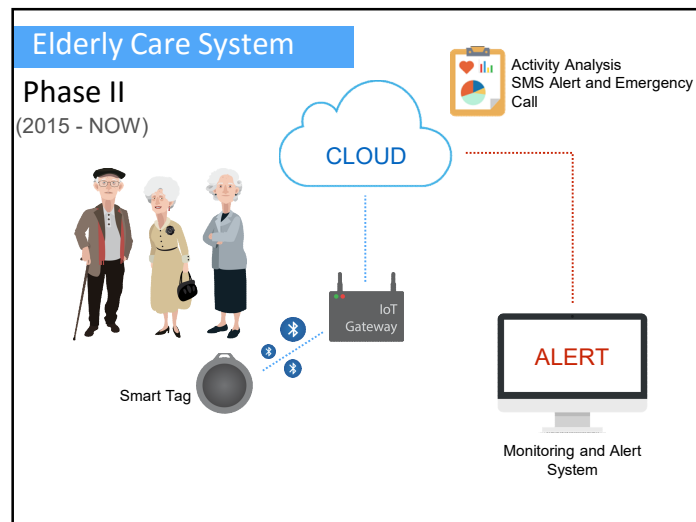 Elderly Care System
Phase II
(2015 - NOW)
Activity Analysis
SMS Alert and Emergency
Call
CLOUD
IoT
Gateway
Smart Tag
ALERT
Monitoring and Alert
System